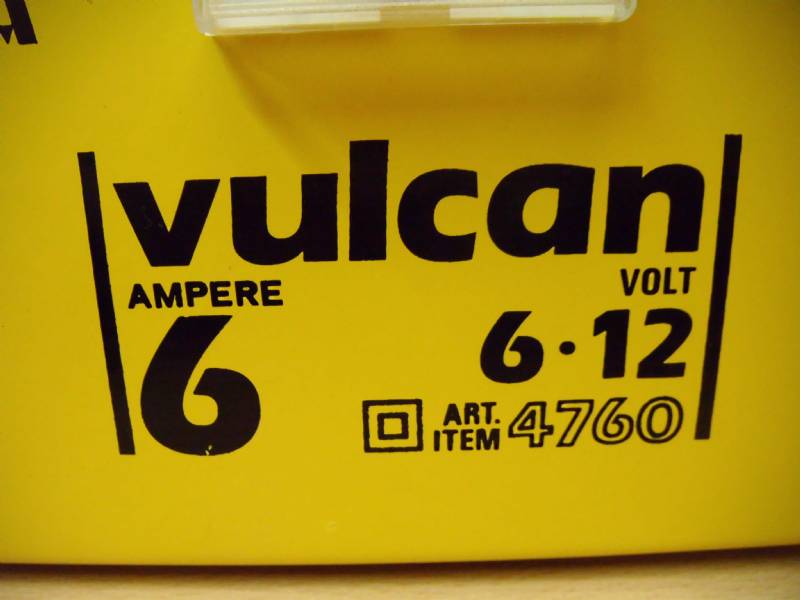 vulcan
AMPERE VOLT
6 6·12
ART.
ITEM 4760